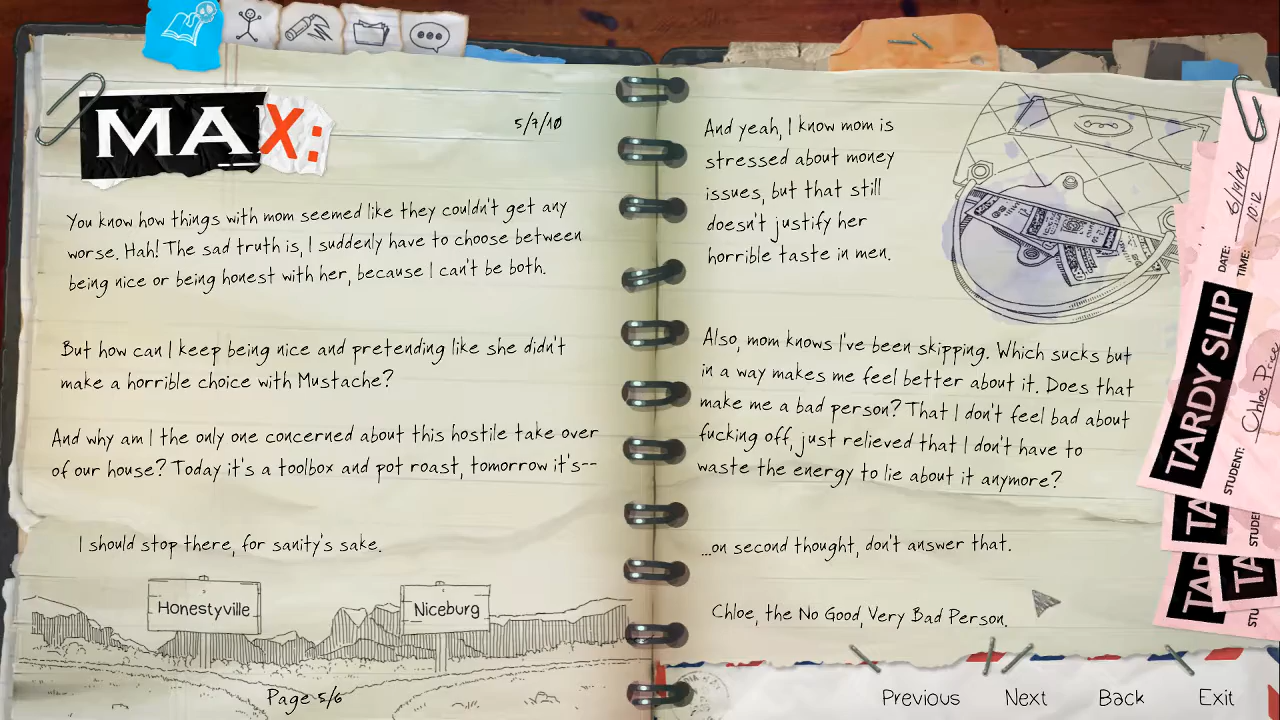 MAX:
5/7/10
You know how things with mom seemed like they couldn't get any
worse. Hah! The sad truth is, I suddenly have to choose between
being nice or being honest with her, because I can't be both.
But how can I keep being nice and pretending like she didn't
make a horrible choice with Mustache?
And why am I the only one concerned about this hostile take over
of our house? Today it's a toolbox and pot roast, tomorrow it's--
I should stop there, for sanity's sake.
Honestyville
Niceburg
Page 5/6
And yeah, I know mom is
stressed about money
issues, but that still
doesn't justify her
horrible taste in men.
Also, mom knows I've been skipping. Which sucks but
in a way makes me feel better about it. Does that
make me a bad person? That I don't feel bad about
fucking off, just relieved that I don't have to
waste the energy to lie about it anymore?
...on second thought, don't answer that.
Chloe, the No Good, Very Bad Person.
TARDY SLIP
DATE: 6/19/09
TIME: 10:12
STUDENT: Chloe Price
TA
STUDE
TA
STU
TA
Previous
Next
Back
Exit